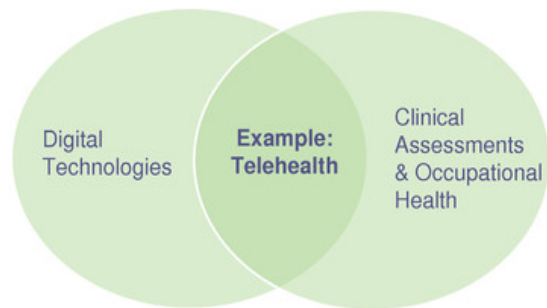 Digital
Technologies
Example:
Telehealth
Clinical
Assessments
& Occupational
Health